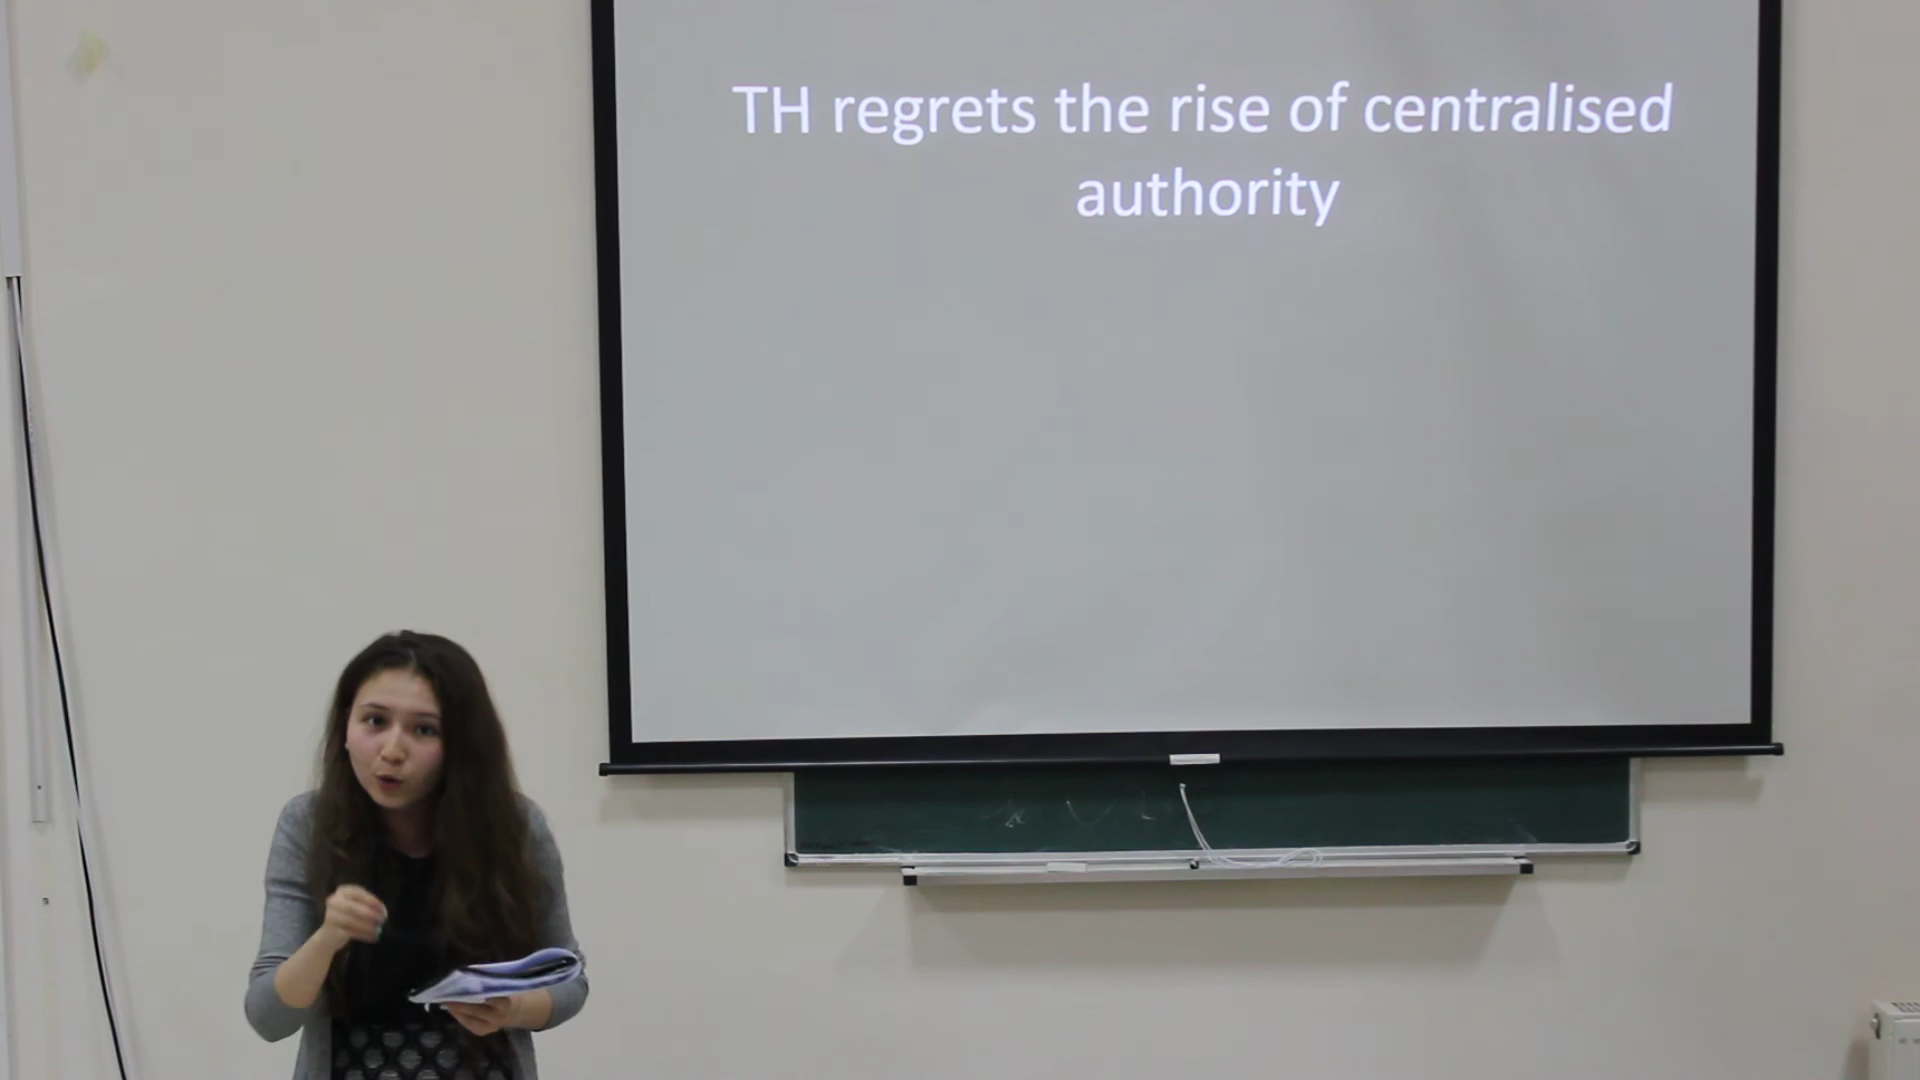 TH regrets the rise of centralised
authority